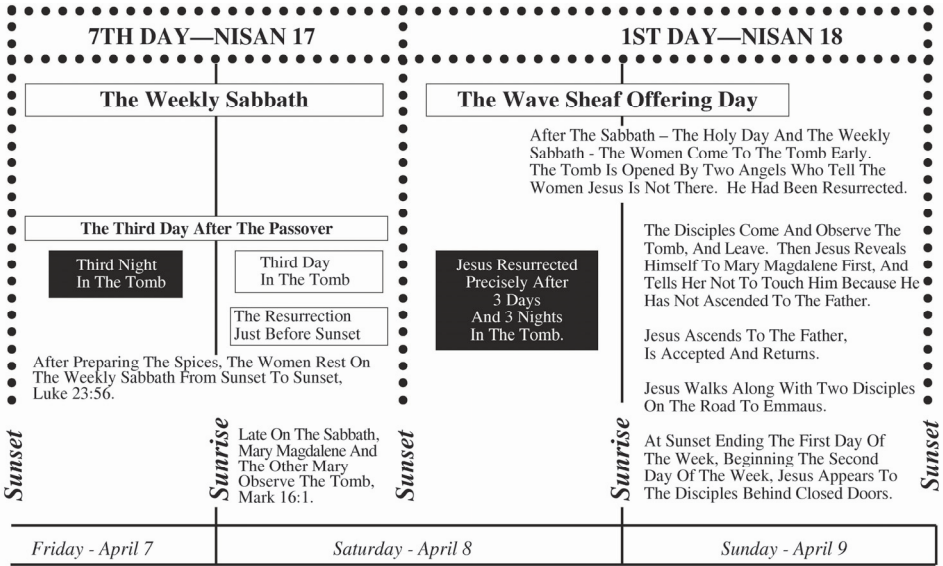 7TH DAY—NISAN 17
1ST DAY—NISAN 18
The Weekly Sabbath
The Wave Sheaf Offering Day
After The Sabbath – The Holy Day And The Weekly
Sabbath - The Women Come To The Tomb Early.
The Tomb Is Opened By Two Angels Who Tell The
Women Jesus Is Not There. He Had Been Resurrected.
The Third Day After The Passover
Third Night
In The Tomb
Third Day
In The Tomb
The Resurrection
Just Before Sunset
After Preparing The Spices, The Women Rest On
The Weekly Sabbath From Sunset To Sunset,
Luke 23:56.
Late On The Sabbath,
Mary Magdalene And
The Other Mary
Observe The Tomb,
Mark 16:1.
Jesus Resurrected
Precisely After
3 Days
And 3 Nights
In The Tomb.
The Disciples Come And Observe The
Tomb, And Leave. Then Jesus Reveals
Himself To Mary Magdalene First, And
Tells Her Not To Touch Him Because He
Has Not Ascended To The Father.
Jesus Ascends To The Father,
Is Accepted And Returns.
Jesus Walks Along With Two Disciples
On The Road To Emmaus.
At Sunset Ending The First Day Of
The Week, Beginning The Second
Day Of The Week, Jesus Appears To
The Disciples Behind Closed Doors.
Sunset
Sunrise
Sunset
Sunrise
Sunset
Friday - April 7
Saturday - April 8
Sunday - April 9